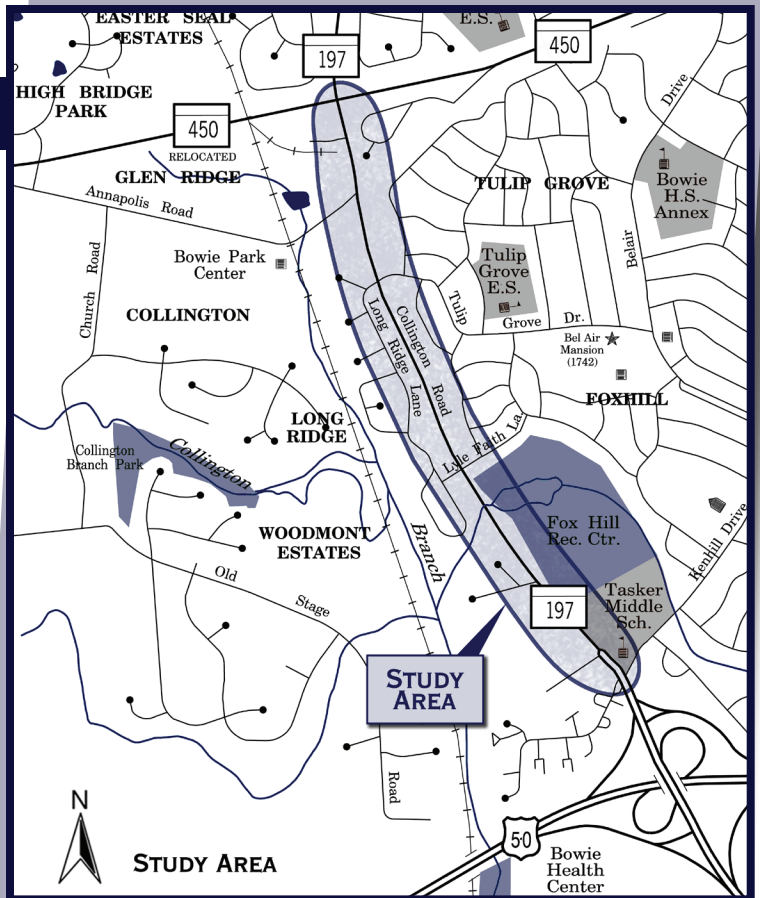 EASTER SEAL
ESTATES
E.S.
197
450
HIGH BRIDGE
PARK
450
RELOCATED
Drive
GLEN RIDGE
TULIP GROVE
Bowie
H.S.
Annex
Annapolis Road
Church Road
Bowie Park
Center
Tulip
Grove
E.S.
Belair
COLLINGTON
Tulip
Grove Dr.
Long Ridge Lane
Collington Road
Bel Air
Mansion
(1742)
FOXHILL
LONG
RIDGE
Lyle Faith La.
Collington
Branch Park
Collington
Branch
WOODMONT
ESTATES
Fox Hill
Rec. Ctr.
Kenhill Drive
Old Stage
Road
Tasker
Middle
Sch.
197
STUDY
AREA
N
STUDY AREA
50
Bowie
Health
Center